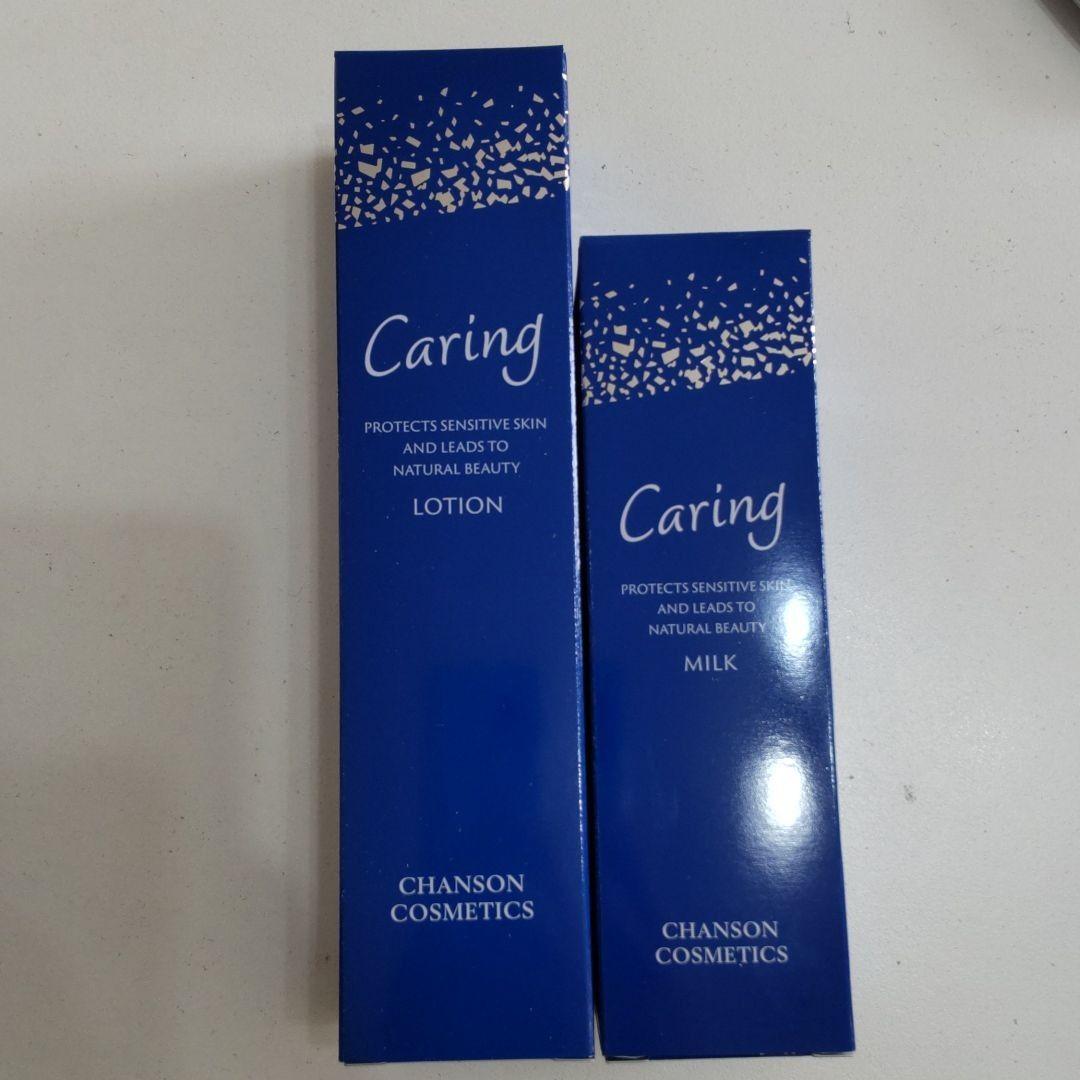 Caring
PROTECTS SENSITIVE SKIN
AND LEADS TO
NATURAL BEAUTY
LOTION
CHANSON
COSMETICS
Caring
PROTECTS SENSITIVE SKIN
AND LEADS TO
NATURAL BEAUTY
MILK
CHANSON
COSMETICS